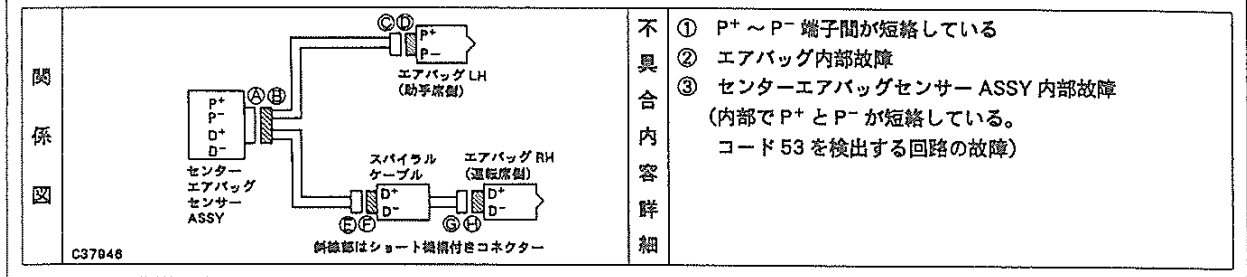 関係図
Ⓒ Ⓓ
P⁺
P⁻
エアバッグ LH
(助手席側)
Ⓐ Ⓑ
P⁺
P⁻
D⁺
D⁻
センター
エアバッグ
センサー
ASSY
スパイラル
ケーブル
エアバッグ RH
(運転席側)
D⁺
D⁻
D⁺
D⁻
Ⓔ Ⓕ
Ⓖ Ⓗ
斜線部はショート機構付きコネクター
C37946
不具合内容詳細
① P⁺ ~ P⁻ 端子間が短絡している
② エアバッグ内部故障
③ センターエアバッグセンサー ASSY 内部故障
(内部で P⁺ と P⁻ が短絡している。
コード 53 を検出する回路の故障)